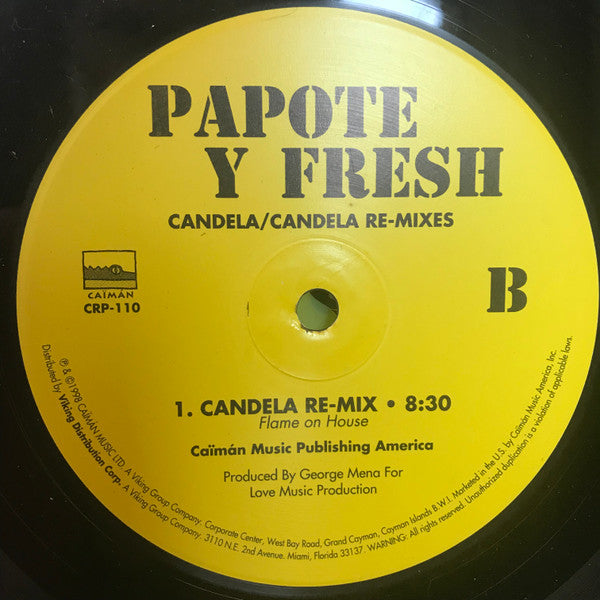 PAPOTE
Y FRESH
CANDELA/CANDELA RE-MIXES
CAÏMÁN
CRP-110
B
1. CANDELA RE-MIX • 8:30
Flame on House
Caïmán Music Publishing America
Produced By George Mena For
Love Music Production
℗ & ©1998 CAÏMÁN MUSIC LTD. A Viking Group Company. Corporate Center, West Bay Road, Grand Cayman, Cayman Islands B.W.I. Marketed in the U.S. by Caïmán Music America, Inc.
Distributed by Viking Distribution Corp. A Viking Group Company. 3110 N.E. 2nd Avenue. Miami, Florida 33137. WARNING: All rights reserved. Unauthorized duplication is a violation of applicable laws.